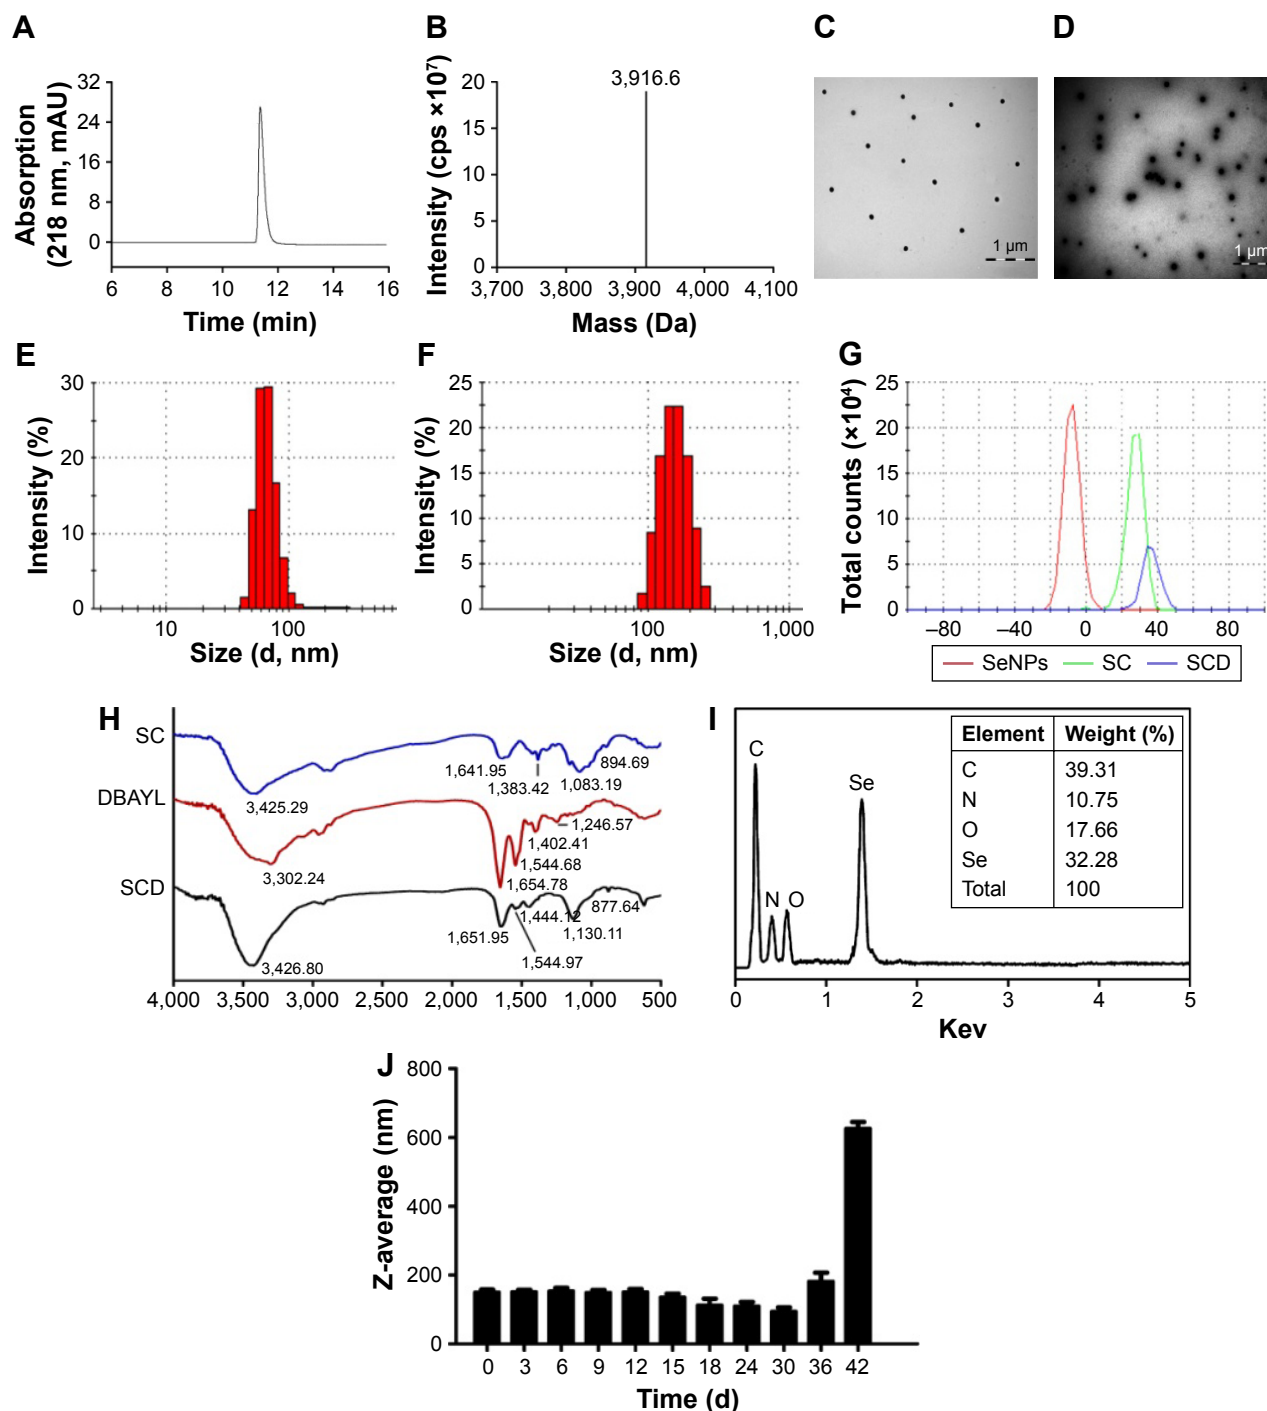 A
Absorption
(218 nm, mAU)
32
24
16
8
0
6 8 10 12 14 16
Time (min)
B
Intensity (cps ×10⁷)
20
15
10
5
0
3,916.6
3,700 3,800 3,900 4,000 4,100
Mass (Da)
C
1 µm
D
1 µm
E
Intensity (%)
30
20
10
0
10 100
Size (d, nm)
F
Intensity (%)
25
20
15
10
5
0
100 1,000
Size (d, nm)
G
Total counts (×10⁴)
25
20
15
10
5
0
–80 –40 0 40 80
SeNPs SC SCD
H
SC
3,425.29
1,641.95
1,383.42
1,083.19
894.69
DBAYL
3,302.24
1,654.78
1,544.68
1,402.41
1,246.57
SCD
3,426.80
1,651.95
1,544.97
1,444.12
1,130.11
877.64
4,000 3,500 3,000 2,500 2,000 1,500 1,000 500
I
C
N
O
Se
Element Weight (%)
C 39.31
N 10.75
O 17.66
Se 32.28
Total 100
0 1 2 3 4 5
Kev
J
Z-average (nm)
800
600
400
200
0
0 3 6 9 12 15 18 24 30 36 42
Time (d)